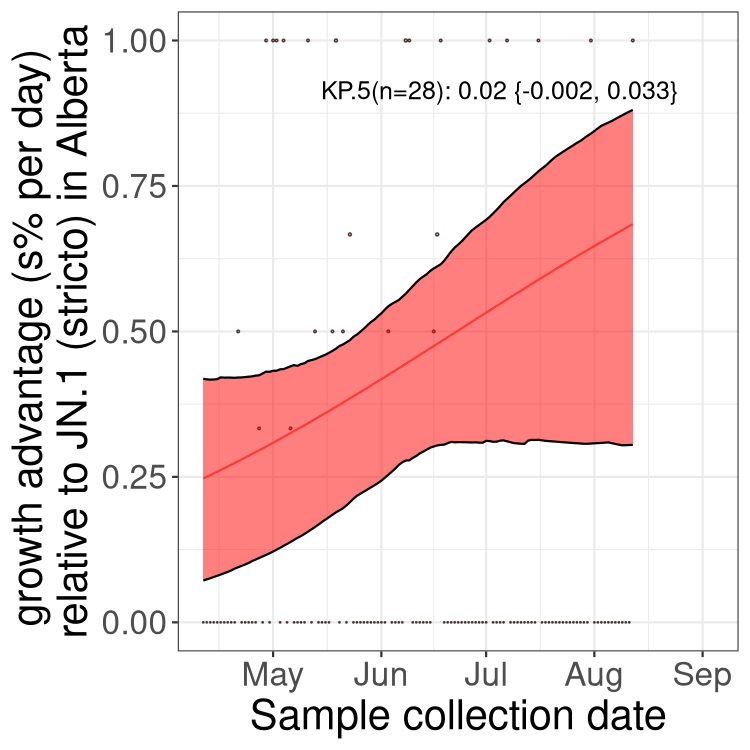 growth advantage (s% per day)
relative to JN.1 (stricto) in Alberta
1.00
0.75
0.50
0.25
0.00
KP.5(n=28): 0.02 {-0.002, 0.033}
May Jun Jul Aug Sep
Sample collection date